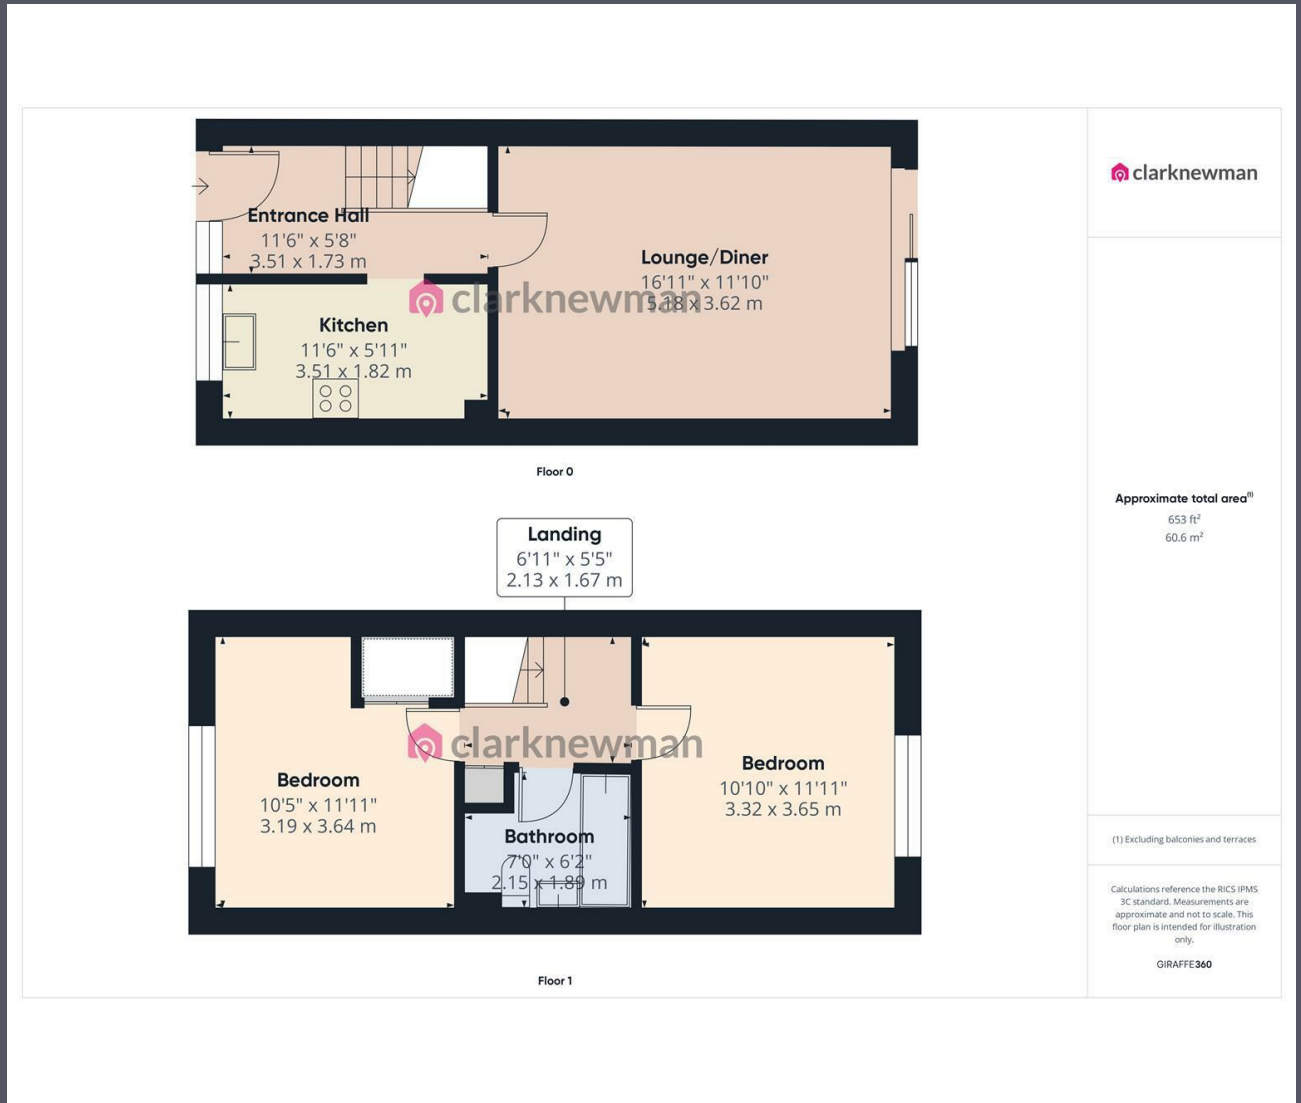 Entrance Hall
11'6" x 5'8"
3.51 x 1.73 m
Lounge/Diner
16'11" x 11'10"
5.18 x 3.62 m
clarknewman
Kitchen
11'6" x 5'11"
3.51 x 1.82 m
Floor 0
Landing
6'11" x 5'5"
2.13 x 1.67 m
clarknewman
Bedroom
10'5" x 11'11"
3.19 x 3.64 m
Bedroom
10'10" x 11'11"
3.32 x 3.65 m
Bathroom
7'0" x 6'2"
2.15 x 1.89 m
Floor 1
clarknewman
Approximate total area(1)
653 ft²
60.6 m²
(1) Excluding balconies and terraces
Calculations reference the RICS IPMS
3C standard. Measurements are
approximate and not to scale. This
floor plan is intended for illustration
only.
GIRAFFE360